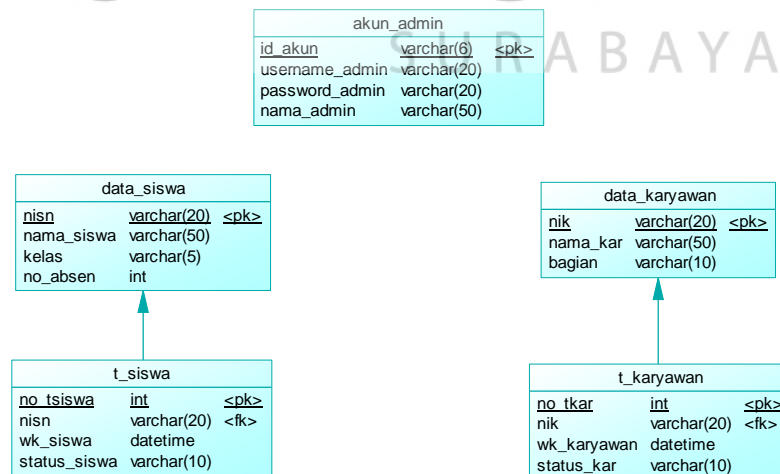 akun_admin
id_akun varchar(6) <pk>
username_admin varchar(20)
password_admin varchar(20)
nama_admin varchar(50)
SURABAYA
data_siswa
nisn varchar(20) <pk>
nama_siswa varchar(50)
kelas varchar(5)
no_absen int
data_karyawan
nik varchar(20) <pk>
nama_kar varchar(50)
bagian varchar(10)
t_siswa
no_tsiswa int <pk>
nisn varchar(20) <fk>
wk_siswa datetime
status_siswa varchar(10)
t_karyawan
no_tkar int <pk>
nik varchar(20) <fk>
wk_karyawan datetime
status_kar varchar(10)